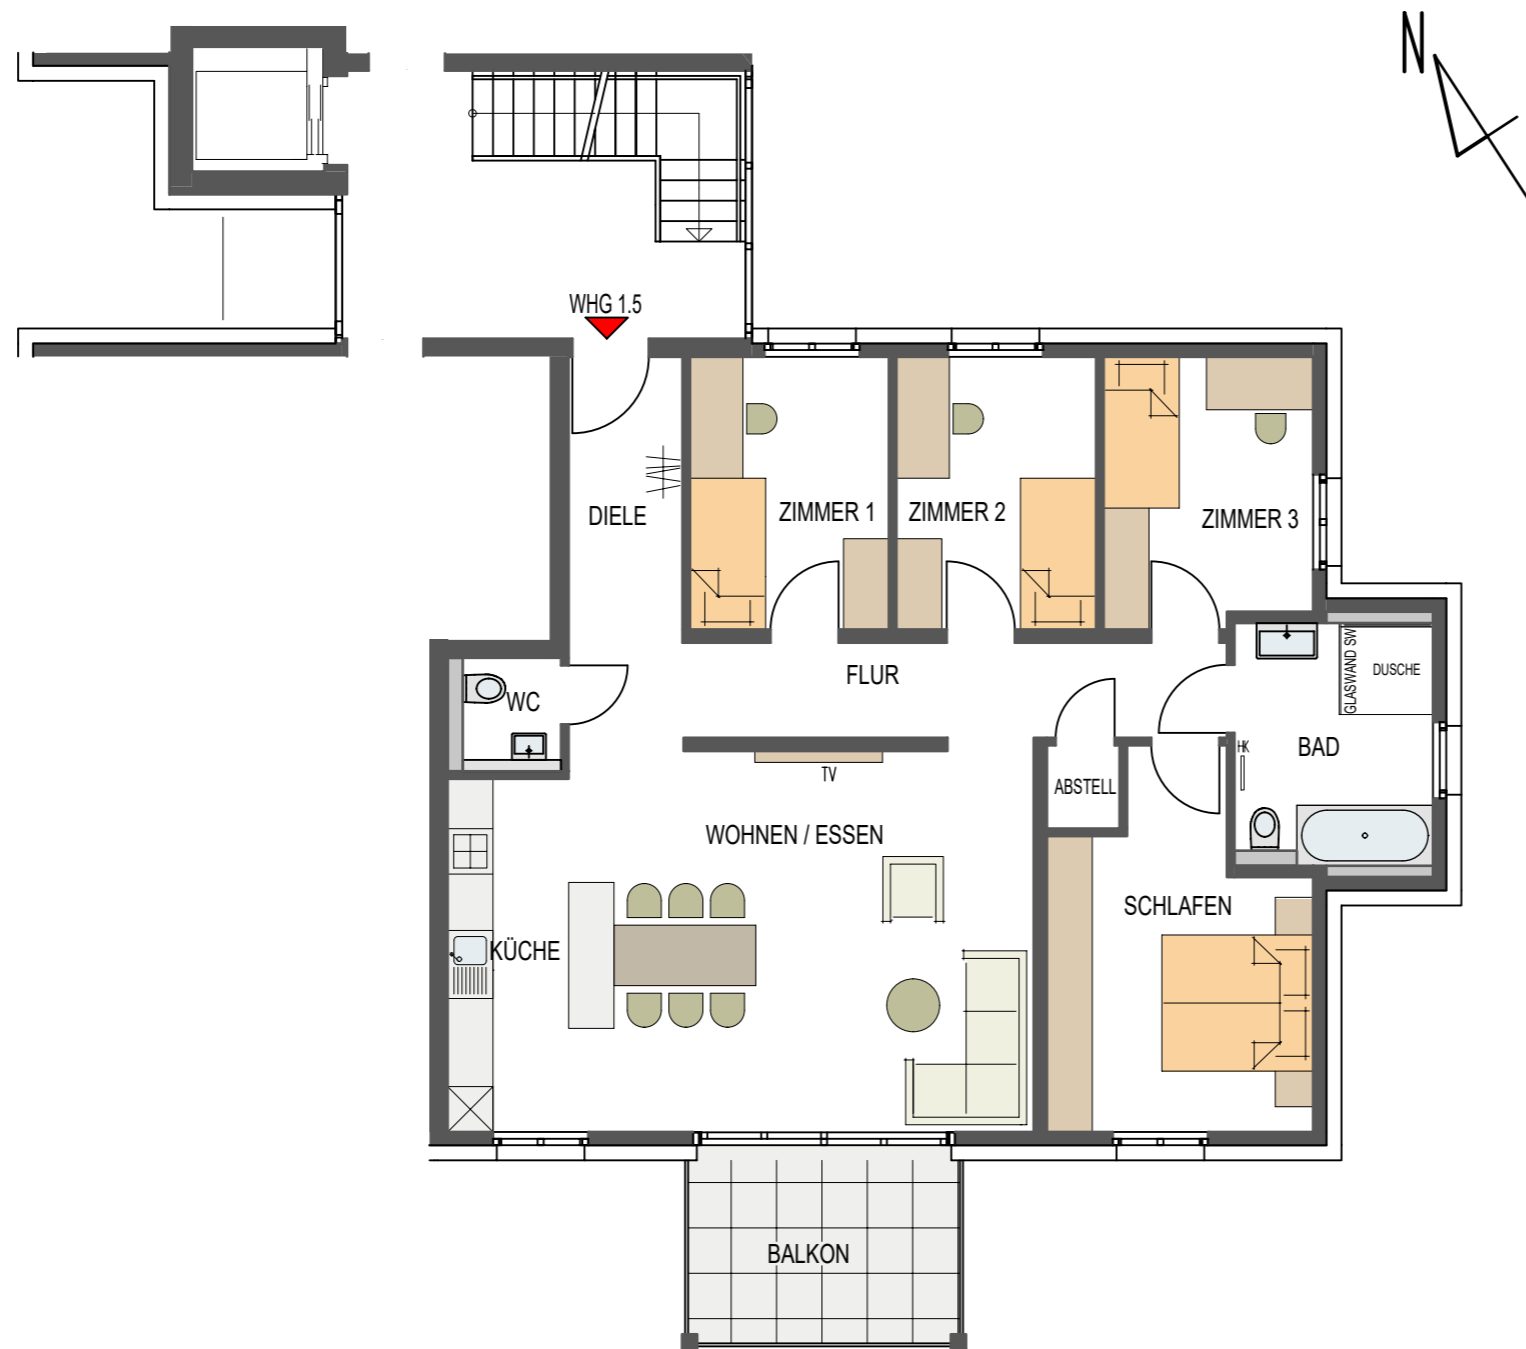 N
WHG 1.5
DIELE
ZIMMER 1
ZIMMER 2
ZIMMER 3
FLUR
WC
GLASWAND SW
DUSCHE
BAD
HK
TV
ABSTELL
WOHNEN / ESSEN
SCHLAFEN
KÜCHE
BALKON